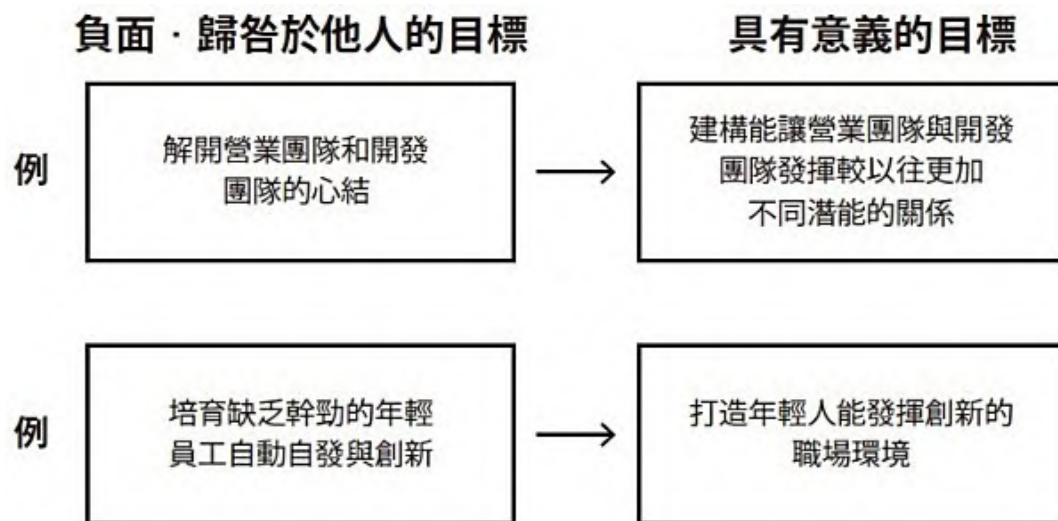 負面·歸咎於他人的目標
具有意義的目標
例
解開營業團隊和開發
團隊的心結
建構能讓營業團隊與開發
團隊發揮較以往更加
不同潛能的關係
例
培育缺乏幹勁的年輕
員工自動自發與創新
打造年輕人能發揮創新的
職場環境